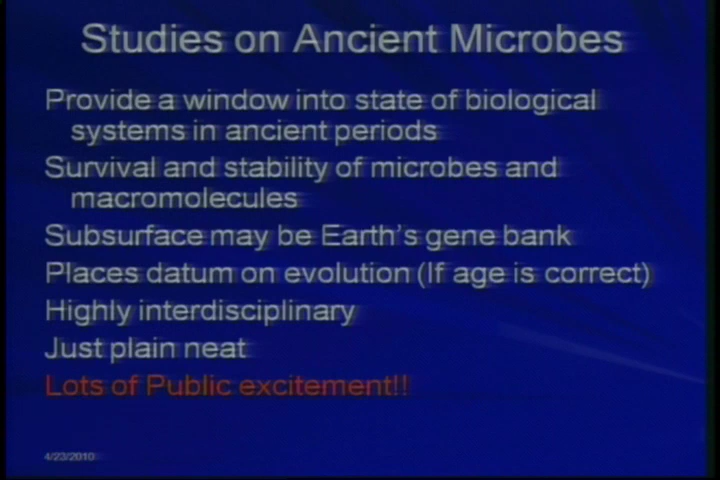 Studies on Ancient Microbes
Provide a window into state of biological
systems in ancient periods
Survival and stability of microbes and
macromolecules
Subsurface may be Earth's gene bank
Places datum on evolution (If age is correct)
Highly interdisciplinary
Just plain neat
Lots of Public excitement!!
4/23/2010